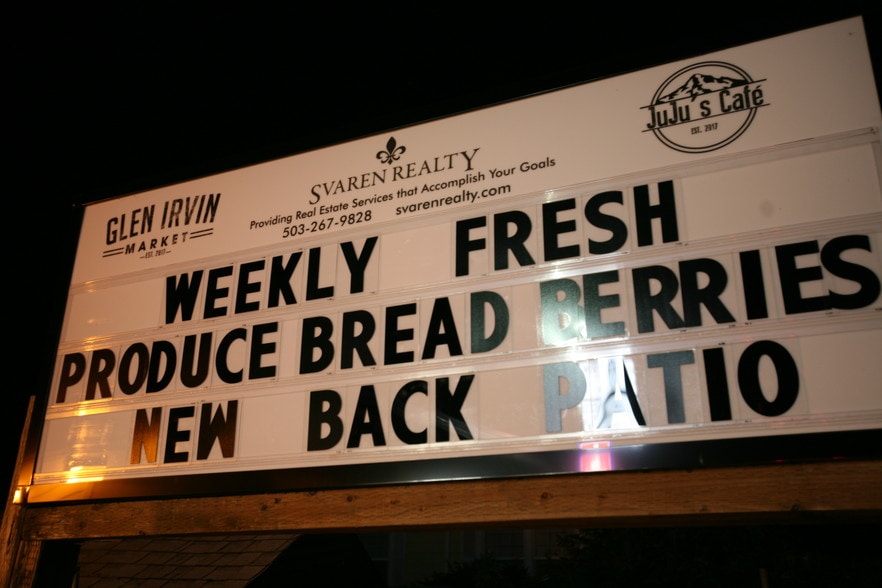 GLEN IRVIN
MARKET
EST. 2017
SVAREN REALTY
Providing Real Estate Services that Accomplish Your Goals
503-267-9828 svarenrealty.com
JuJu's Café
EST. 2017
WEEKLY FRESH
PRODUCE BREAD BERRIES
NEW BACK PATIO